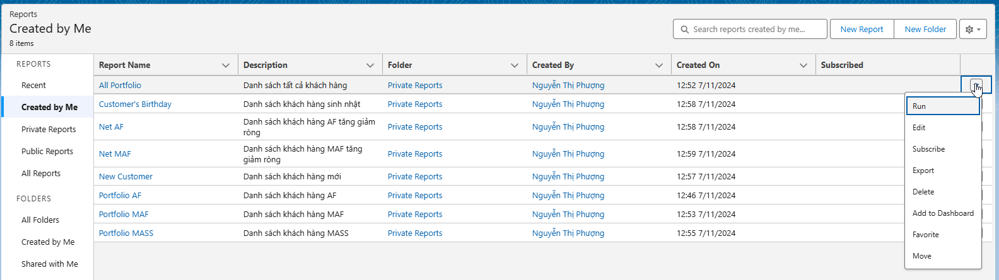 Reports
Created by Me
8 items
Search reports created by me...
New Report
New Folder
REPORTS
Recent
Created by Me
Private Reports
Public Reports
All Reports
FOLDERS
All Folders
Created by Me
Shared with Me
Report Name Description Folder Created By Created On Subscribed
All Portfolio Danh sách tất cả khách hàng Private Reports Nguyễn Thị Phượng 12:52 7/11/2024
Customer's Birthday Danh sách khách hàng sinh nhật Private Reports Nguyễn Thị Phượng 12:58 7/11/2024
Net AF Danh sách khách hàng AF tăng giảm ròng Private Reports Nguyễn Thị Phượng 12:58 7/11/2024
Net MAF Danh sách khách hàng MAF tăng giảm ròng Private Reports Nguyễn Thị Phượng 12:59 7/11/2024
New Customer Danh sách khách hàng mới Private Reports Nguyễn Thị Phượng 12:57 7/11/2024
Portfolio AF Danh sách khách hàng AF Private Reports Nguyễn Thị Phượng 12:46 7/11/2024
Portfolio MAF Danh sách khách hàng MAF Private Reports Nguyễn Thị Phượng 12:53 7/11/2024
Portfolio MASS Danh sách khách hàng MASS Private Reports Nguyễn Thị Phượng 12:55 7/11/2024
Run
Edit
Subscribe
Export
Delete
Add to Dashboard
Favorite
Move